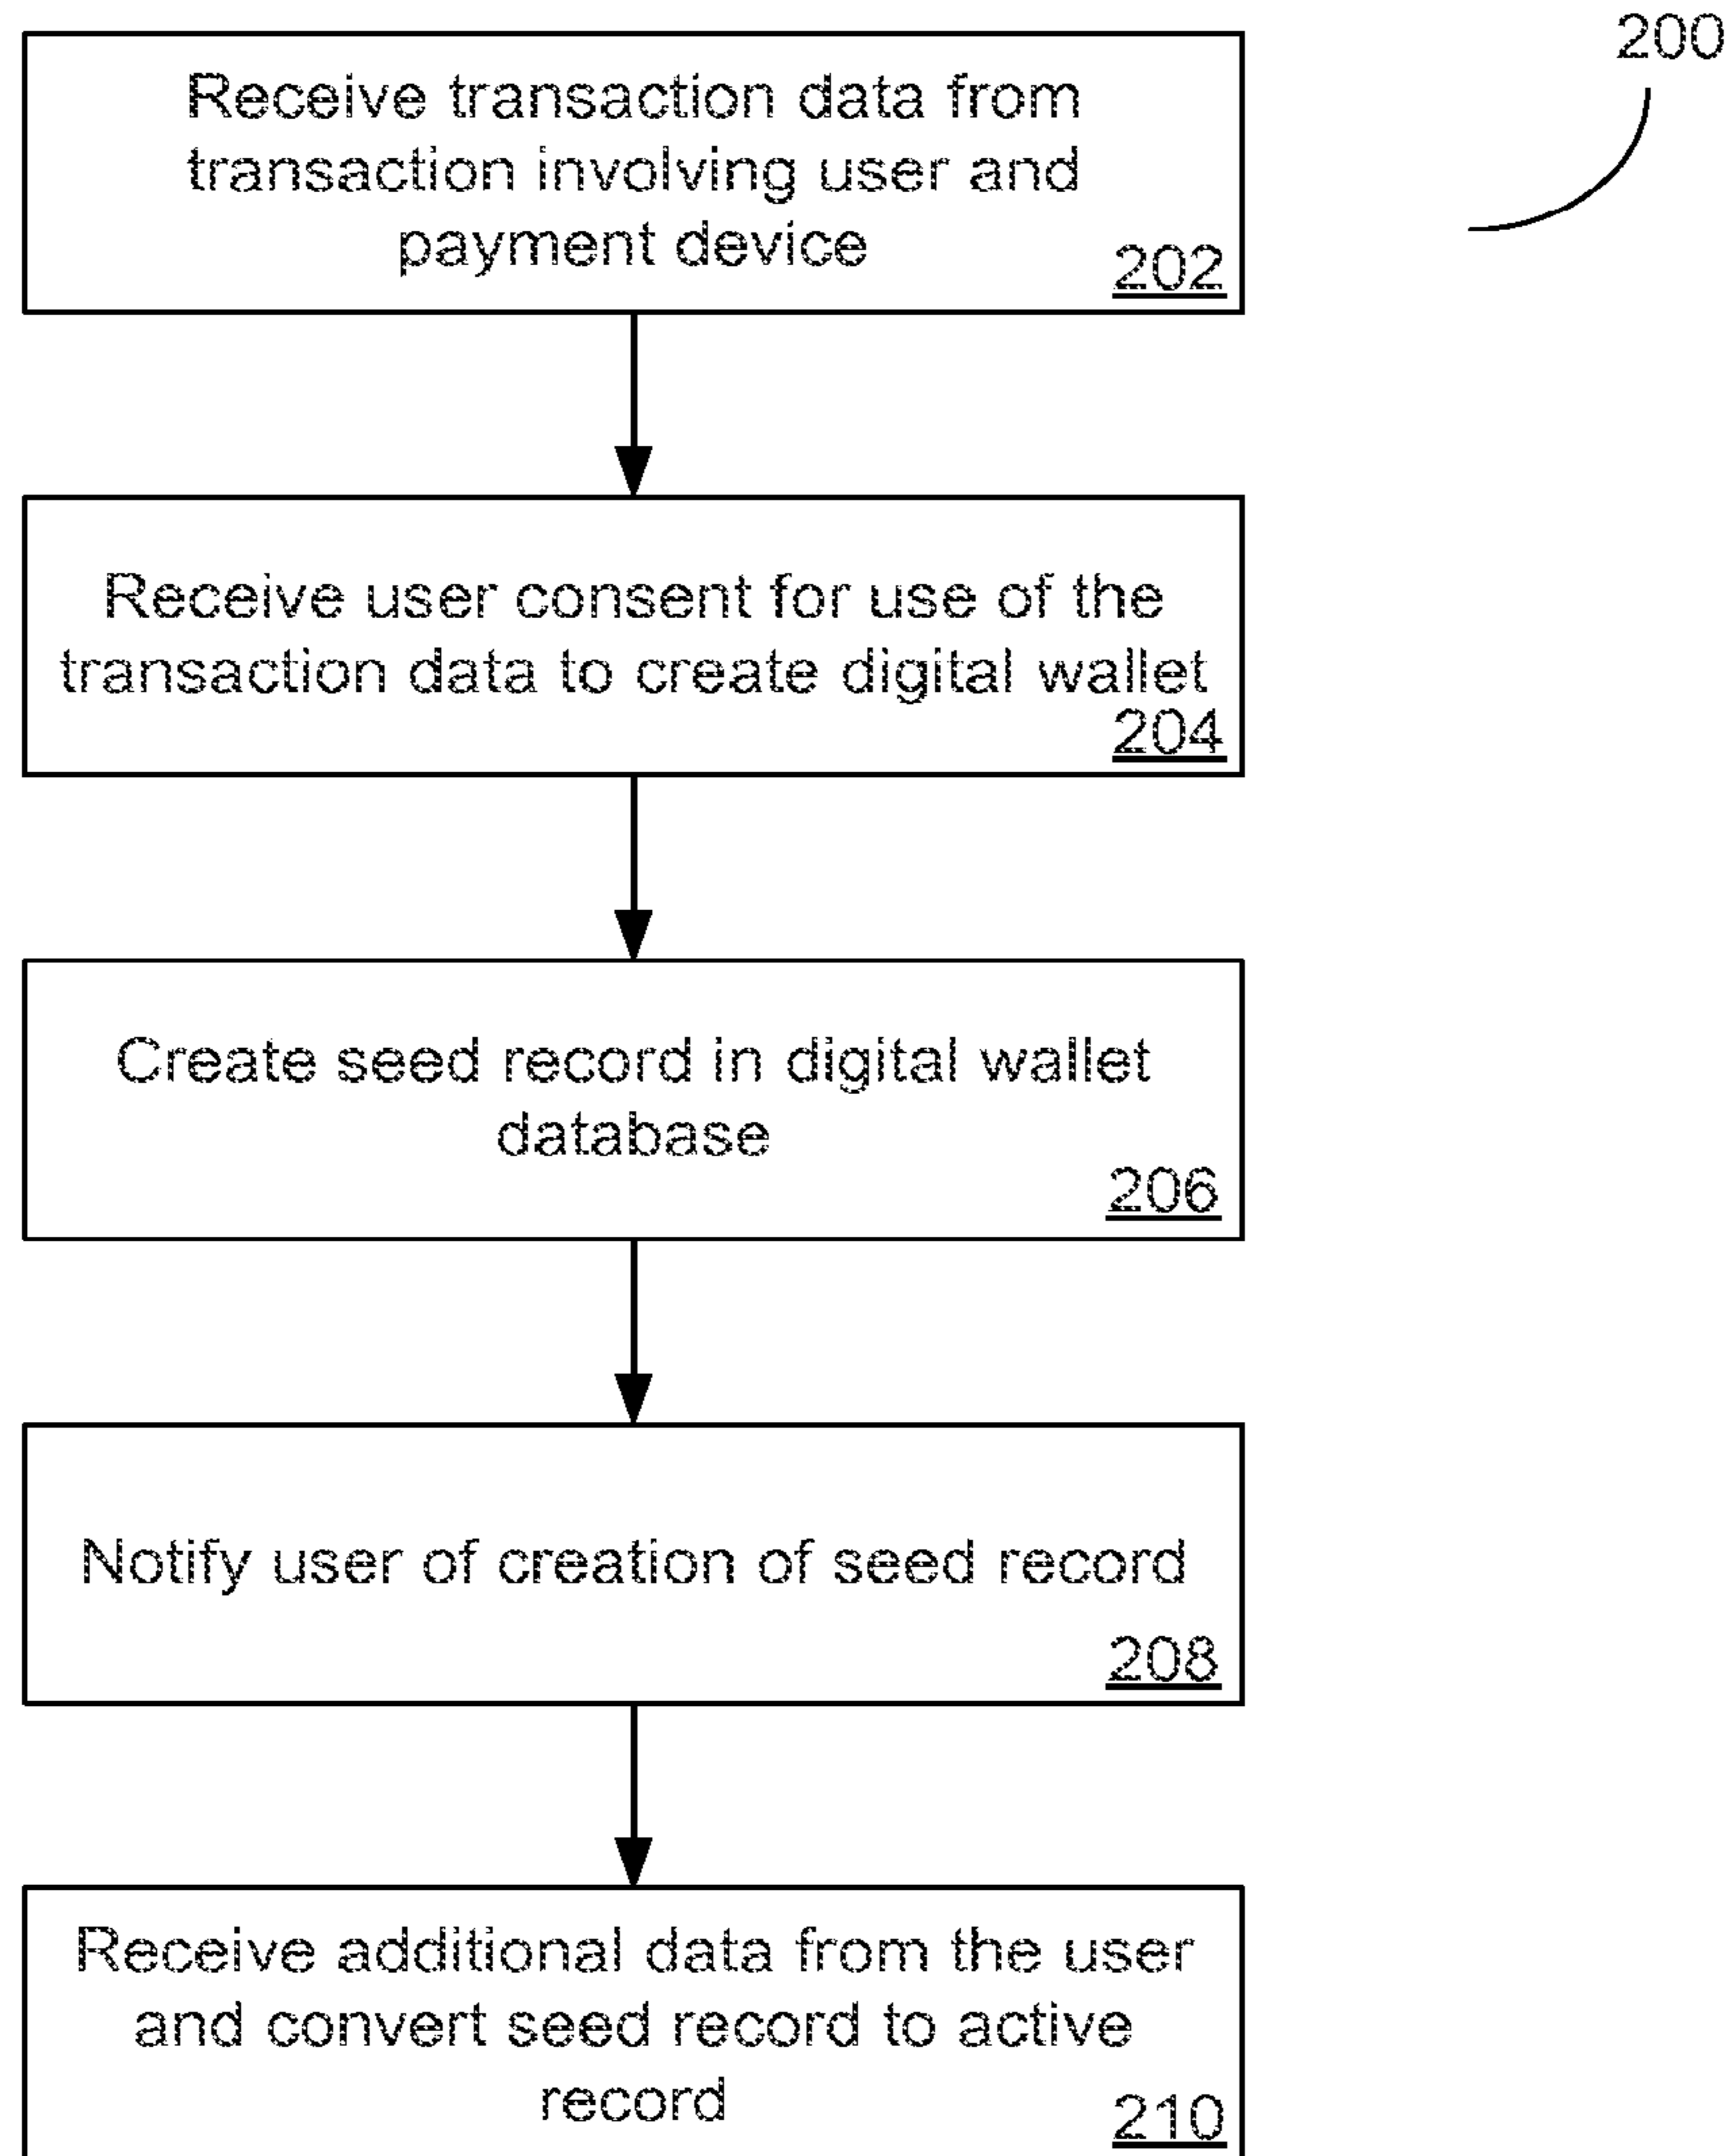 200
Receive transaction data from
transaction involving user and
payment device
202
Receive user consent for use of the
transaction data to create digital wallet
204
Create seed record in digital wallet
database
206
Notify user of creation of seed record
208
Receive additional data from the user
and convert seed record to active
record
210